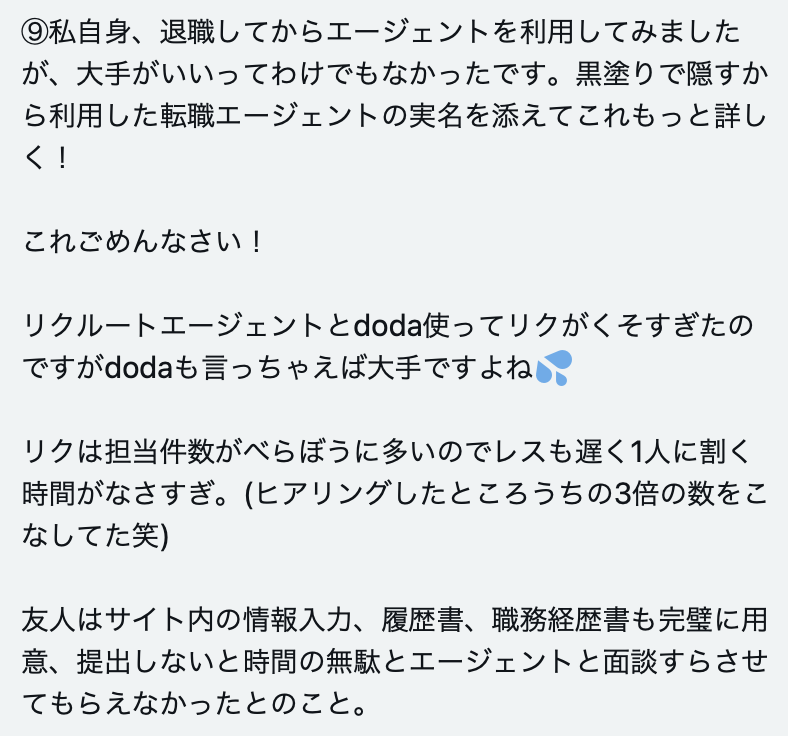 ⑨私自身、退職してからエージェントを利用してみました
が、大手がいいってわけでもなかったです。黒塗りで隠すか
ら利用した転職エージェントの実名を添えてこれもっと詳し
く！
これごめんなさい！
リクルートエージェントとdoda使ってリクがくそすぎたの
ですがdodaも言っちゃえば大手ですよね💦
リクは担当件数がべらぼうに多いのでレスも遅く1人に割く
時間がなさすぎ。(ヒアリングしたところうちの3倍の数をこ
なしてた笑)
友人はサイト内の情報入力、履歴書、職務経歴書も完璧に用
意、提出しないと時間の無駄とエージェントと面談すらさせ
てもらえなかったとのこと。